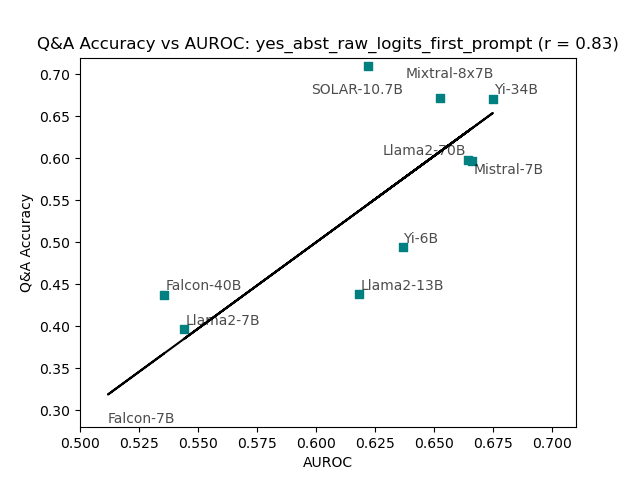 Q&A Accuracy vs AUROC: yes_abst_raw_logits_first_prompt (r = 0.83)
0.70
0.65
0.60
0.55
0.50
0.45
0.40
0.35
0.30
Q&A Accuracy
Mixtral-8x7B
SOLAR-10.7B
Yi-34B
Llama2-70B
Mistral-7B
Yi-6B
Falcon-40B
Llama2-13B
Llama2-7B
Falcon-7B
0.500
0.525
0.550
0.575
0.600
0.625
0.650
0.675
0.700
AUROC